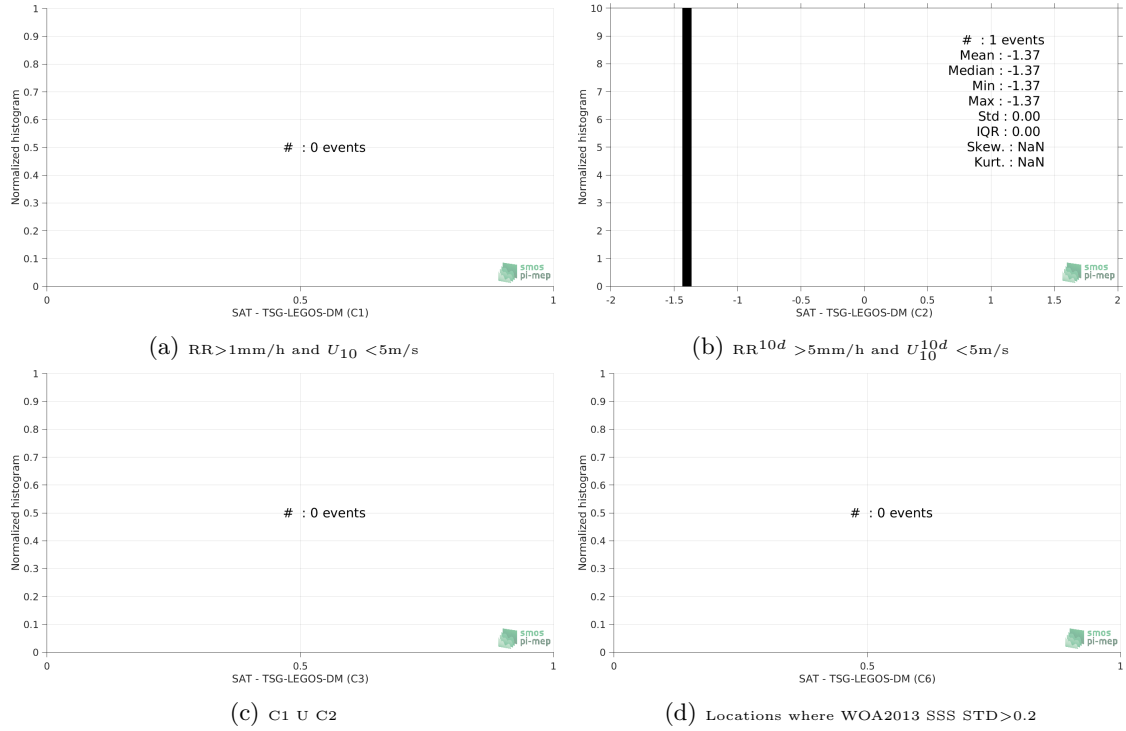 1
0.9
0.8
0.7
0.6
0.5
0.4
0.3
0.2
0.1
0
Normalized histogram
# : 0 events
smos
pi-mep
0 0.5 1
SAT - TSG-LEGOS-DM (C1)
(a) RR>1mm/h and U10 <5m/s
10
9
8
7
6
5
4
3
2
1
0
Normalized histogram
# : 1 events
Mean : -1.37
Median : -1.37
Min : -1.37
Max : -1.37
Std : 0.00
IQR : 0.00
Skew. : NaN
Kurt. : NaN
smos
pi-mep
-2 -1.5 -1 -0.5 0 0.5 1 1.5 2
SAT - TSG-LEGOS-DM (C2)
(b) RR10d >5mm/h and U10d10 <5m/s
1
0.9
0.8
0.7
0.6
0.5
0.4
0.3
0.2
0.1
0
Normalized histogram
# : 0 events
smos
pi-mep
0 0.5 1
SAT - TSG-LEGOS-DM (C3)
(c) C1 U C2
1
0.9
0.8
0.7
0.6
0.5
0.4
0.3
0.2
0.1
0
Normalized histogram
# : 0 events
smos
pi-mep
0 0.5 1
SAT - TSG-LEGOS-DM (C6)
(d) Locations where WOA2013 SSS STD>0.2